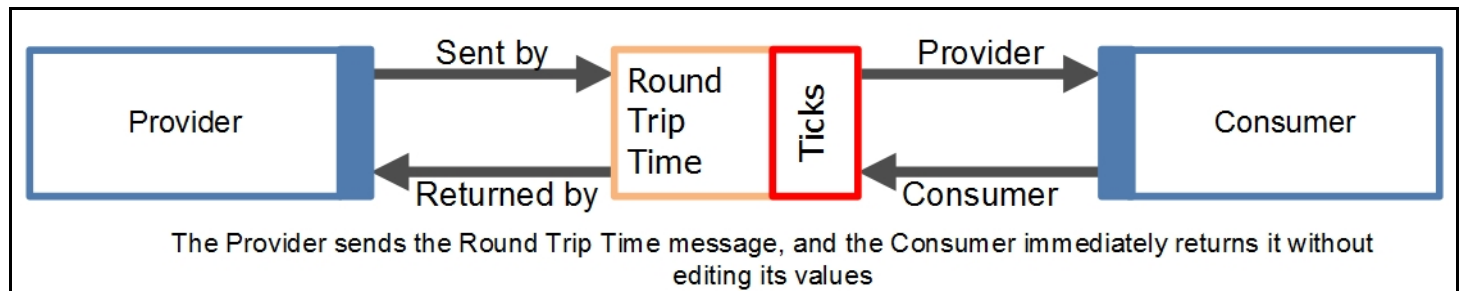 Provider
Sent by
Returned by
Round
Trip
Time
Ticks
Provider
Consumer
Consumer
The Provider sends the Round Trip Time message, and the Consumer immediately returns it without
editing its values